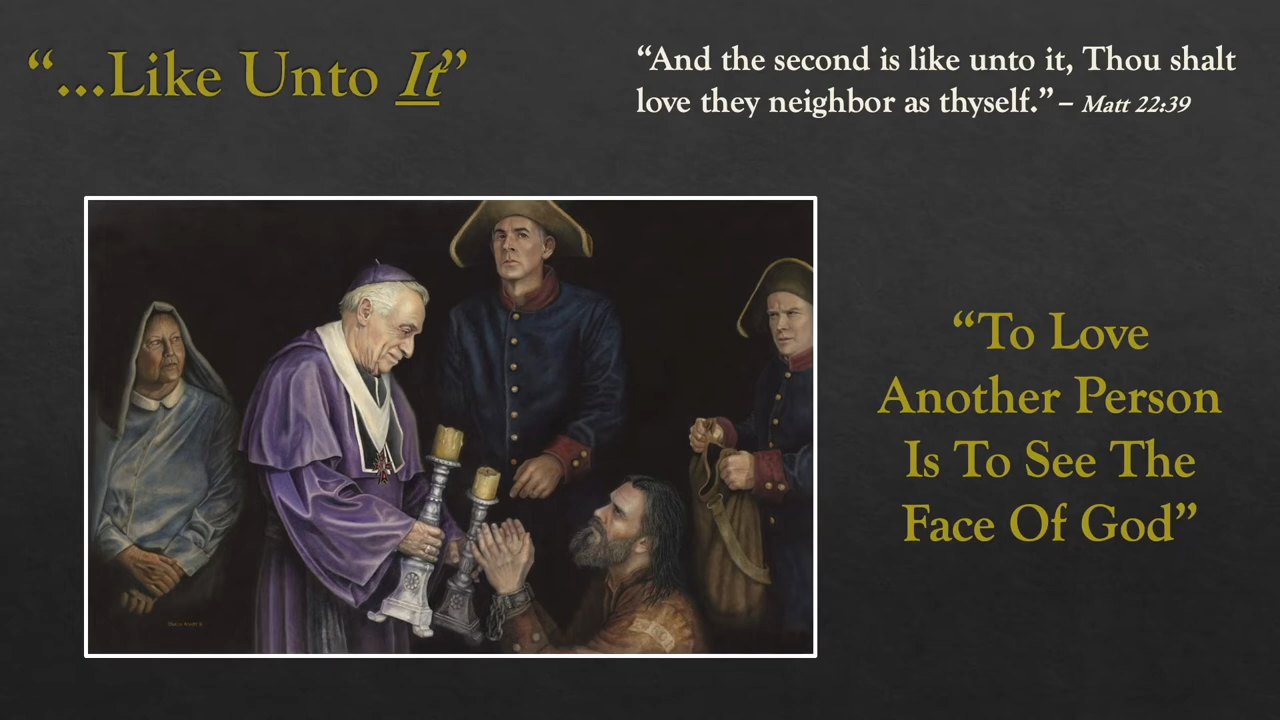 “...Like Unto It”
“And the second is like unto it, Thou shalt
love they neighbor as thyself.” – Matt 22:39
“To Love
Another Person
Is To See The
Face Of God”